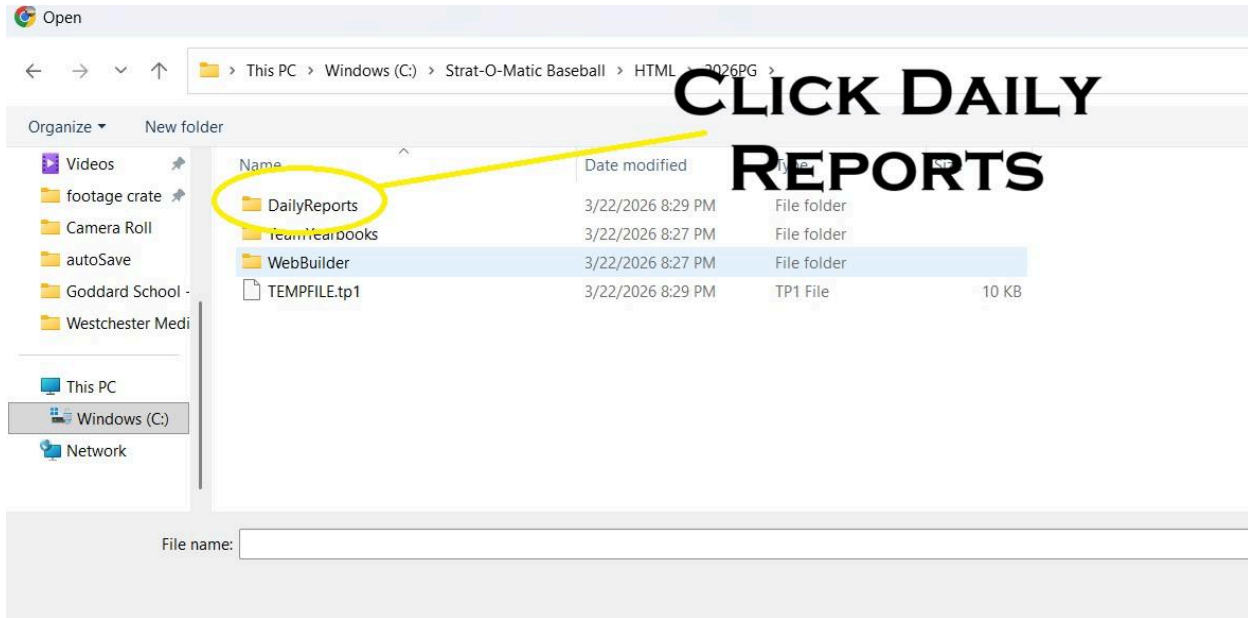 Open
This PC > Windows (C:) > Strat-O-Matic Baseball > HTML > 2026PG >
CLICK DAILY
REPORTS
Organize New folder
Videos
footage crate
Camera Roll
autoSave
Goddard School -
Westchester Medi
This PC
Windows (C:)
Network
Name Date modified Type
DailyReports 3/22/2026 8:29 PM File folder
TeamYearbooks 3/22/2026 8:27 PM File folder
WebBuilder 3/22/2026 8:27 PM File folder
TEMPFILE.tp1 3/22/2026 8:29 PM TP1 File 10 KB
File name: